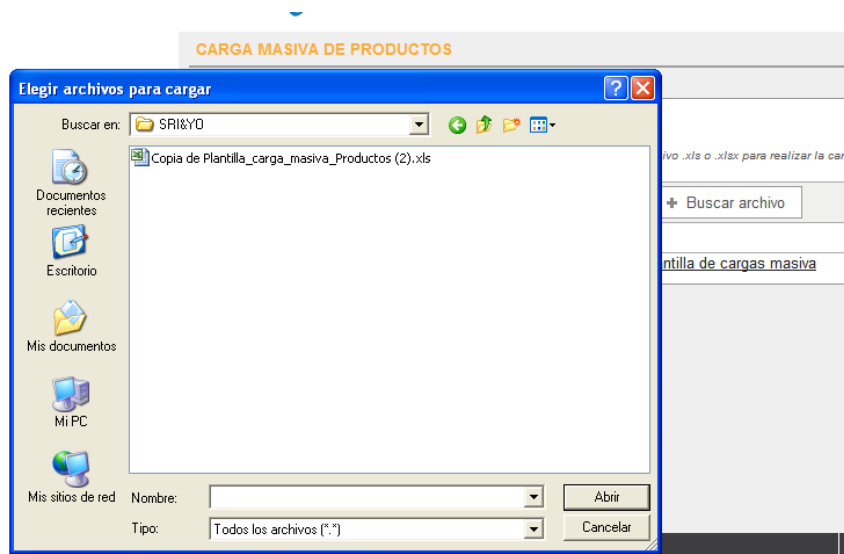 CARGA MASIVA DE PRODUCTOS
Elegir archivos para cargar
Buscar en: SRI&YO
Copia de Plantilla_carga_masiva_Productos (2).xls
Documentos
recientes
Escritorio
Mis documentos
Mi PC
Mis sitios de red
Nombre:
Abrir
Tipo: Todos los archivos (*.*)
Cancelar
ivo .xls o .xlsx para realizar la car
+ Buscar archivo
ntilla de cargas masiva